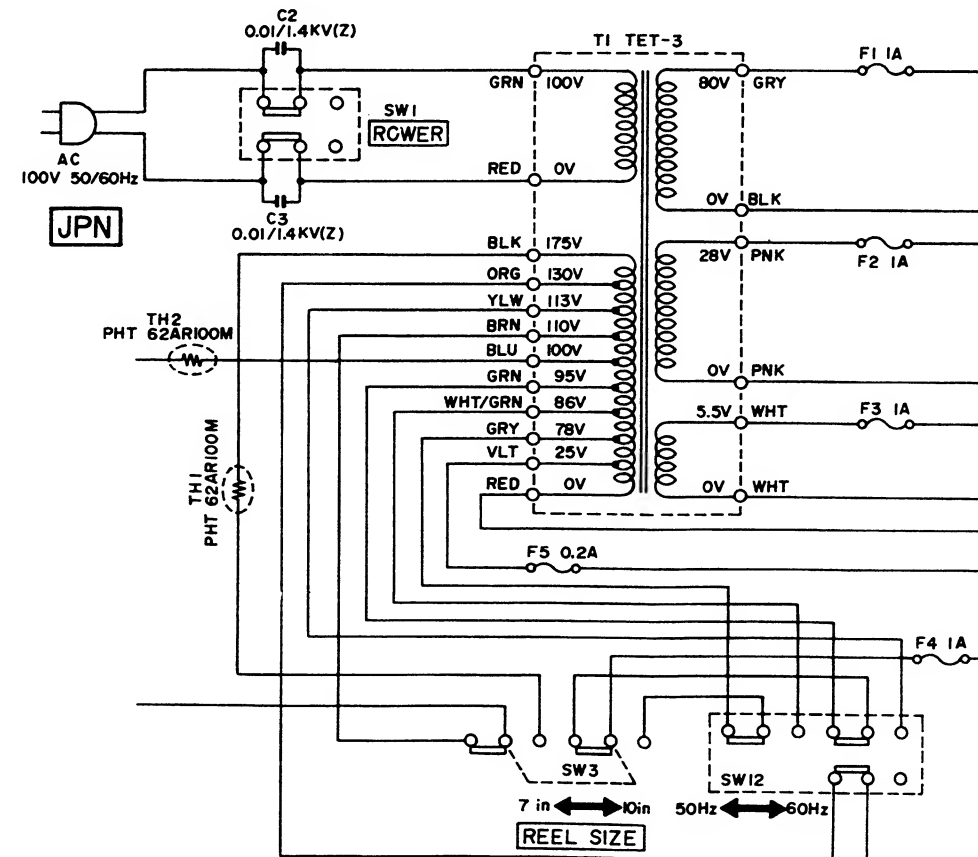 C2
0.01/1.4KV(Z)
T1 TET-3
F1 1A
GRN 100V
80V GRY
SW1
ROWER
AC
100V 50/60Hz
RED 0V
0V BLK
JPN
C3
0.01/1.4KV(Z)
BLK 175V
28V PNK
F2 1A
ORG 130V
YLW 113V
TH2
PHT 62AR100M
BRN 110V
BLU 100V
GRN 95V
0V PNK
WHT/GRN 86V
5.5V WHT
F3 1A
GRY 78V
VLT 25V
RED 0V
0V WHT
TH1
PHT 62AR100M
F5 0.2A
F4 1A
SW3
SW12
7 in 10in
50Hz 60Hz
REEL SIZE